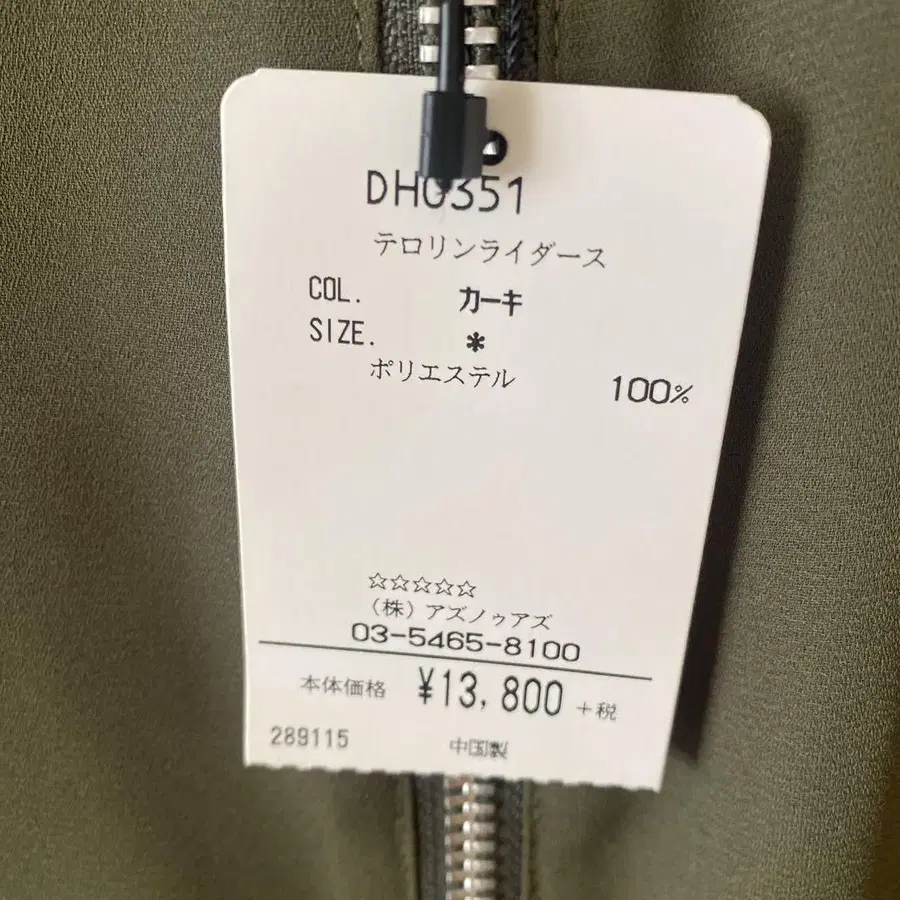 DH0351
テロリンライダース
COL. カーキ
SIZE. *
ポリエステル 100%
☆☆☆☆☆
(株)アズノゥアズ
03-5465-8100
本体価格 ¥13,800 +税
289115 中国製